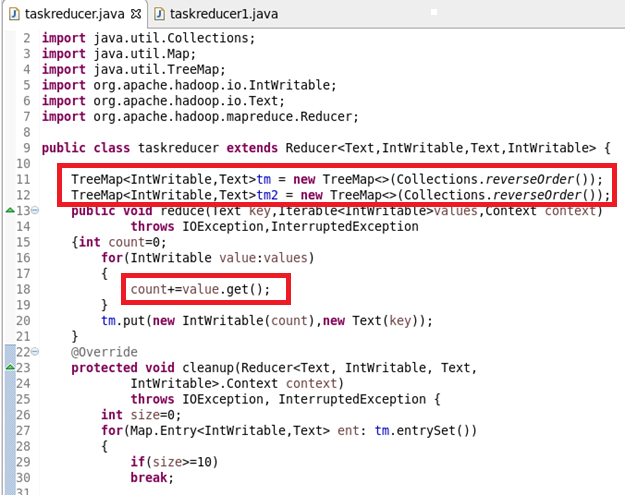 taskreducer.java taskreducer1.java
2 import java.util.Collections;
3 import java.util.Map;
4 import java.util.TreeMap;
5 import org.apache.hadoop.io.IntWritable;
6 import org.apache.hadoop.io.Text;
7 import org.apache.hadoop.mapreduce.Reducer;
8
9 public class taskreducer extends Reducer<Text,IntWritable,Text,IntWritable> {
10
11 TreeMap<IntWritable,Text>tm = new TreeMap<>(Collections.reverseOrder());
12 TreeMap<IntWritable,Text>tm2 = new TreeMap<>(Collections.reverseOrder());
13 public void reduce(Text key,Iterable<IntWritable>values,Context context)
14 throws IOException,InterruptedException
15 {int count=0;
16 for(IntWritable value:values)
17 {
18 count+=value.get();
19 }
20 tm.put(new IntWritable(count),new Text(key));
21 }
22 @Override
23 protected void cleanup(Reducer<Text, IntWritable, Text,
24 IntWritable>.Context context)
25 throws IOException, InterruptedException {
26 int size=0;
27 for(Map.Entry<IntWritable,Text> ent: tm.entrySet())
28 {
29 if(size>=10)
30 break;
31